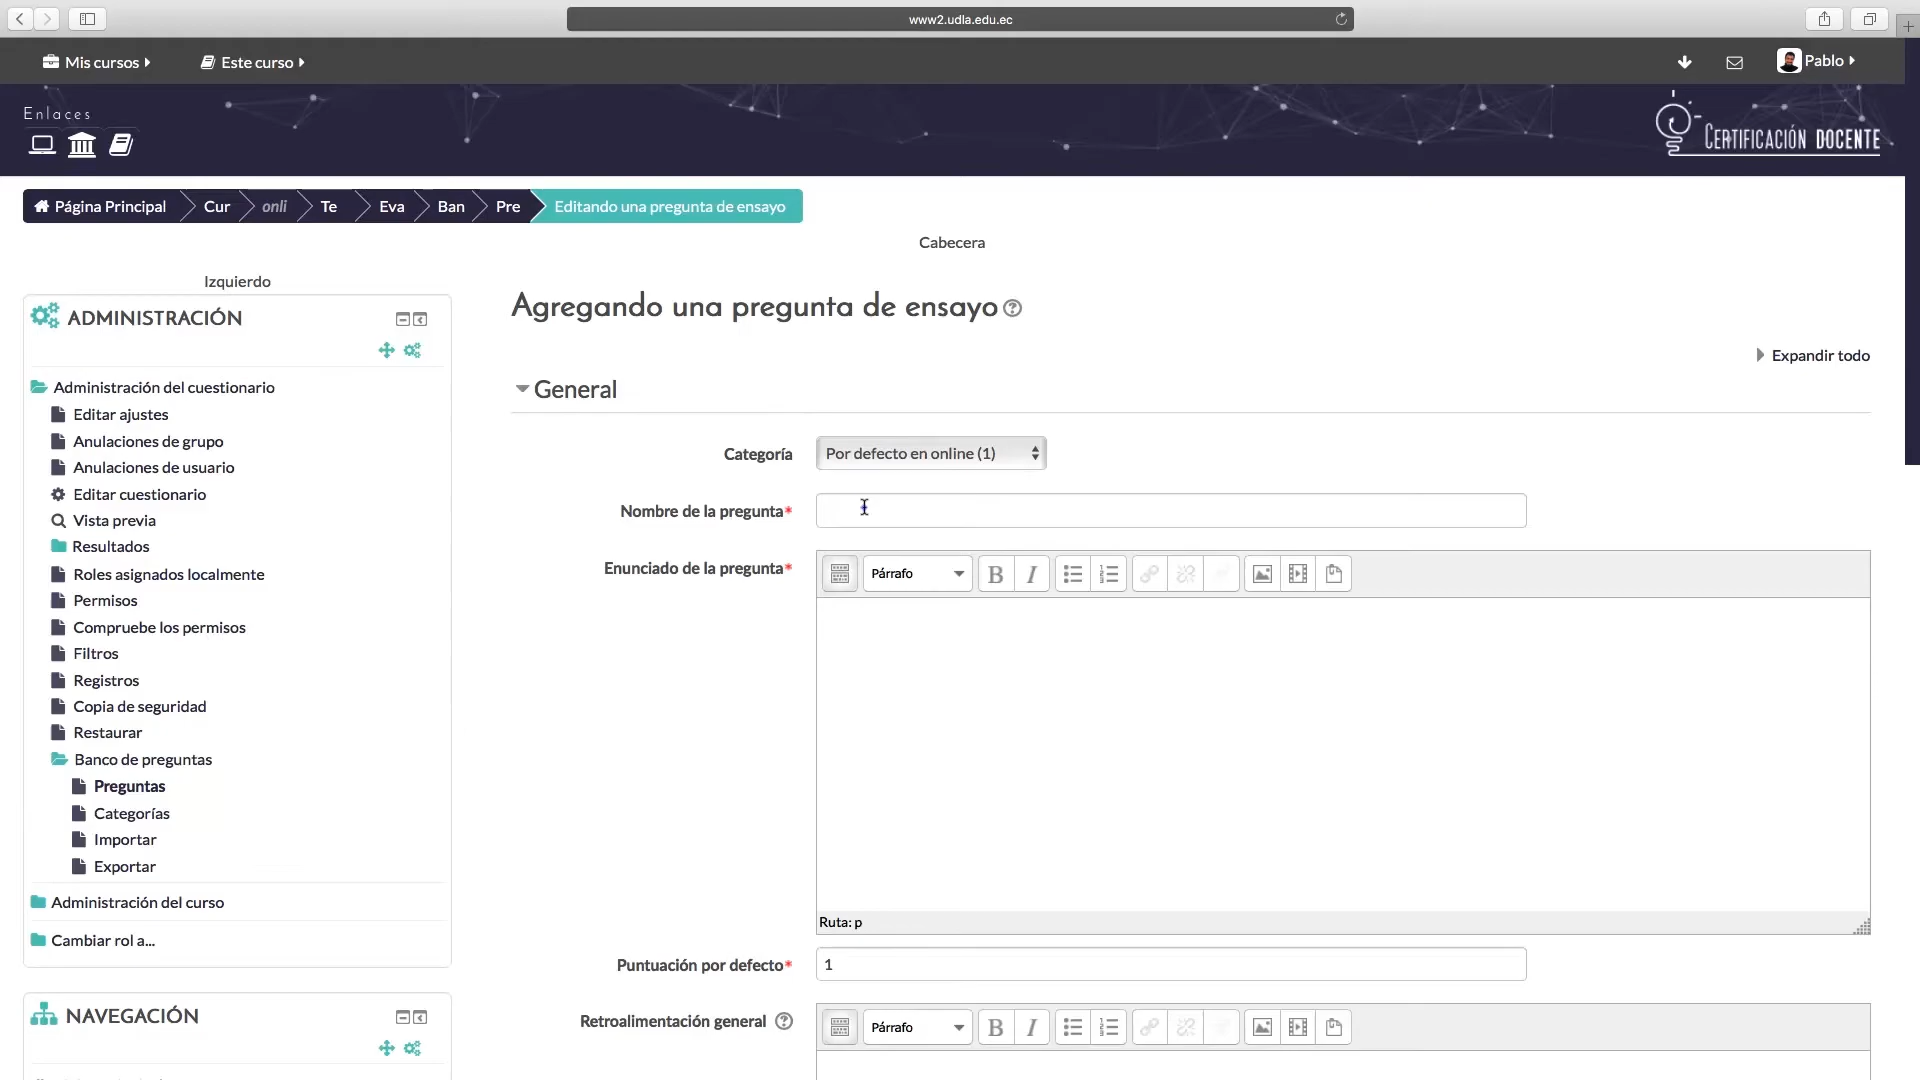 www2.udla.edu.ec
Mis cursos
Este curso
Pablo
Enlaces
CERTIFICACIÓN DOCENTE
Página Principal
Cur
onli
Te
Eva
Ban
Pre
Editando una pregunta de ensayo
Cabecera
Izquierdo
ADMINISTRACIÓN
Administración del cuestionario
Editar ajustes
Anulaciones de grupo
Anulaciones de usuario
Editar cuestionario
Vista previa
Resultados
Roles asignados localmente
Permisos
Compruebe los permisos
Filtros
Registros
Copia de seguridad
Restaurar
Banco de preguntas
Preguntas
Categorías
Importar
Exportar
Administración del curso
Cambiar rol a...
NAVEGACIÓN
Agregando una pregunta de ensayo
Expandir todo
General
Categoría
Por defecto en online (1)
Nombre de la pregunta*
Enunciado de la pregunta*
Párrafo
B I
Ruta: p
Puntuación por defecto*
1
Retroalimentación general
Párrafo
B I